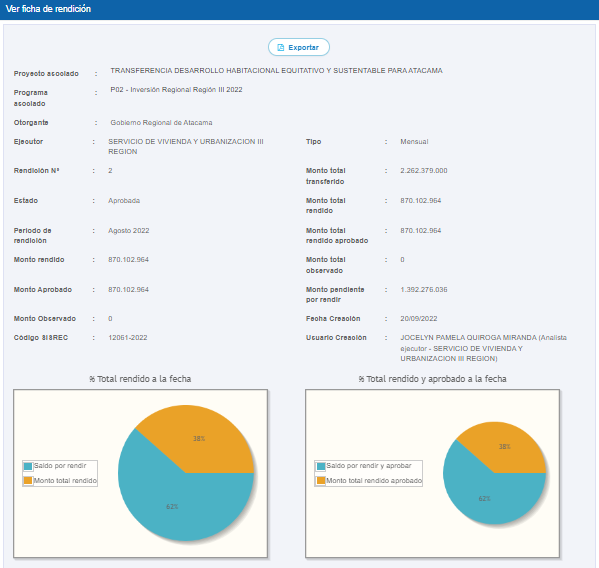 Ver ficha de rendición
Exportar
Proyecto asociado : TRANSFERENCIA DESARROLLO HABITACIONAL EQUITATIVO Y SUSTENTABLE PARA ATACAMA
Programa : P02 - Inversión Regional Región III 2022
asociado
Otorgante : Gobierno Regional de Atacama
Ejecutor : SERVICIO DE VIVIENDA Y URBANIZACION III
REGION
Tipo : Mensual
Rendición Nº : 2
Monto total : 2.262.379.000
transferido
Estado : Aprobada
Monto total : 870.102.964
rendido
Periodo de : Agosto 2022
rendición
Monto total : 870.102.964
rendido aprobado
Monto rendido : 870.102.964
Monto total : 0
observado
Monto Aprobado : 870.102.964
Monto pendiente : 1.392.276.036
por rendir
Monto Observado : 0
Fecha Creación : 20/09/2022
Código SISREC : 12061-2022
Usuario Creación : JOCELYN PAMELA QUIROGA MIRANDA (Analista
ejecutor - SERVICIO DE VIVIENDA Y
URBANIZACION III REGION)
% Total rendido a la fecha
38%
Saldo por rendir
Monto total rendido
62%
% Total rendido y aprobado a la fecha
38%
Saldo por rendir y aprobar
Monto total rendido aprobado
62%